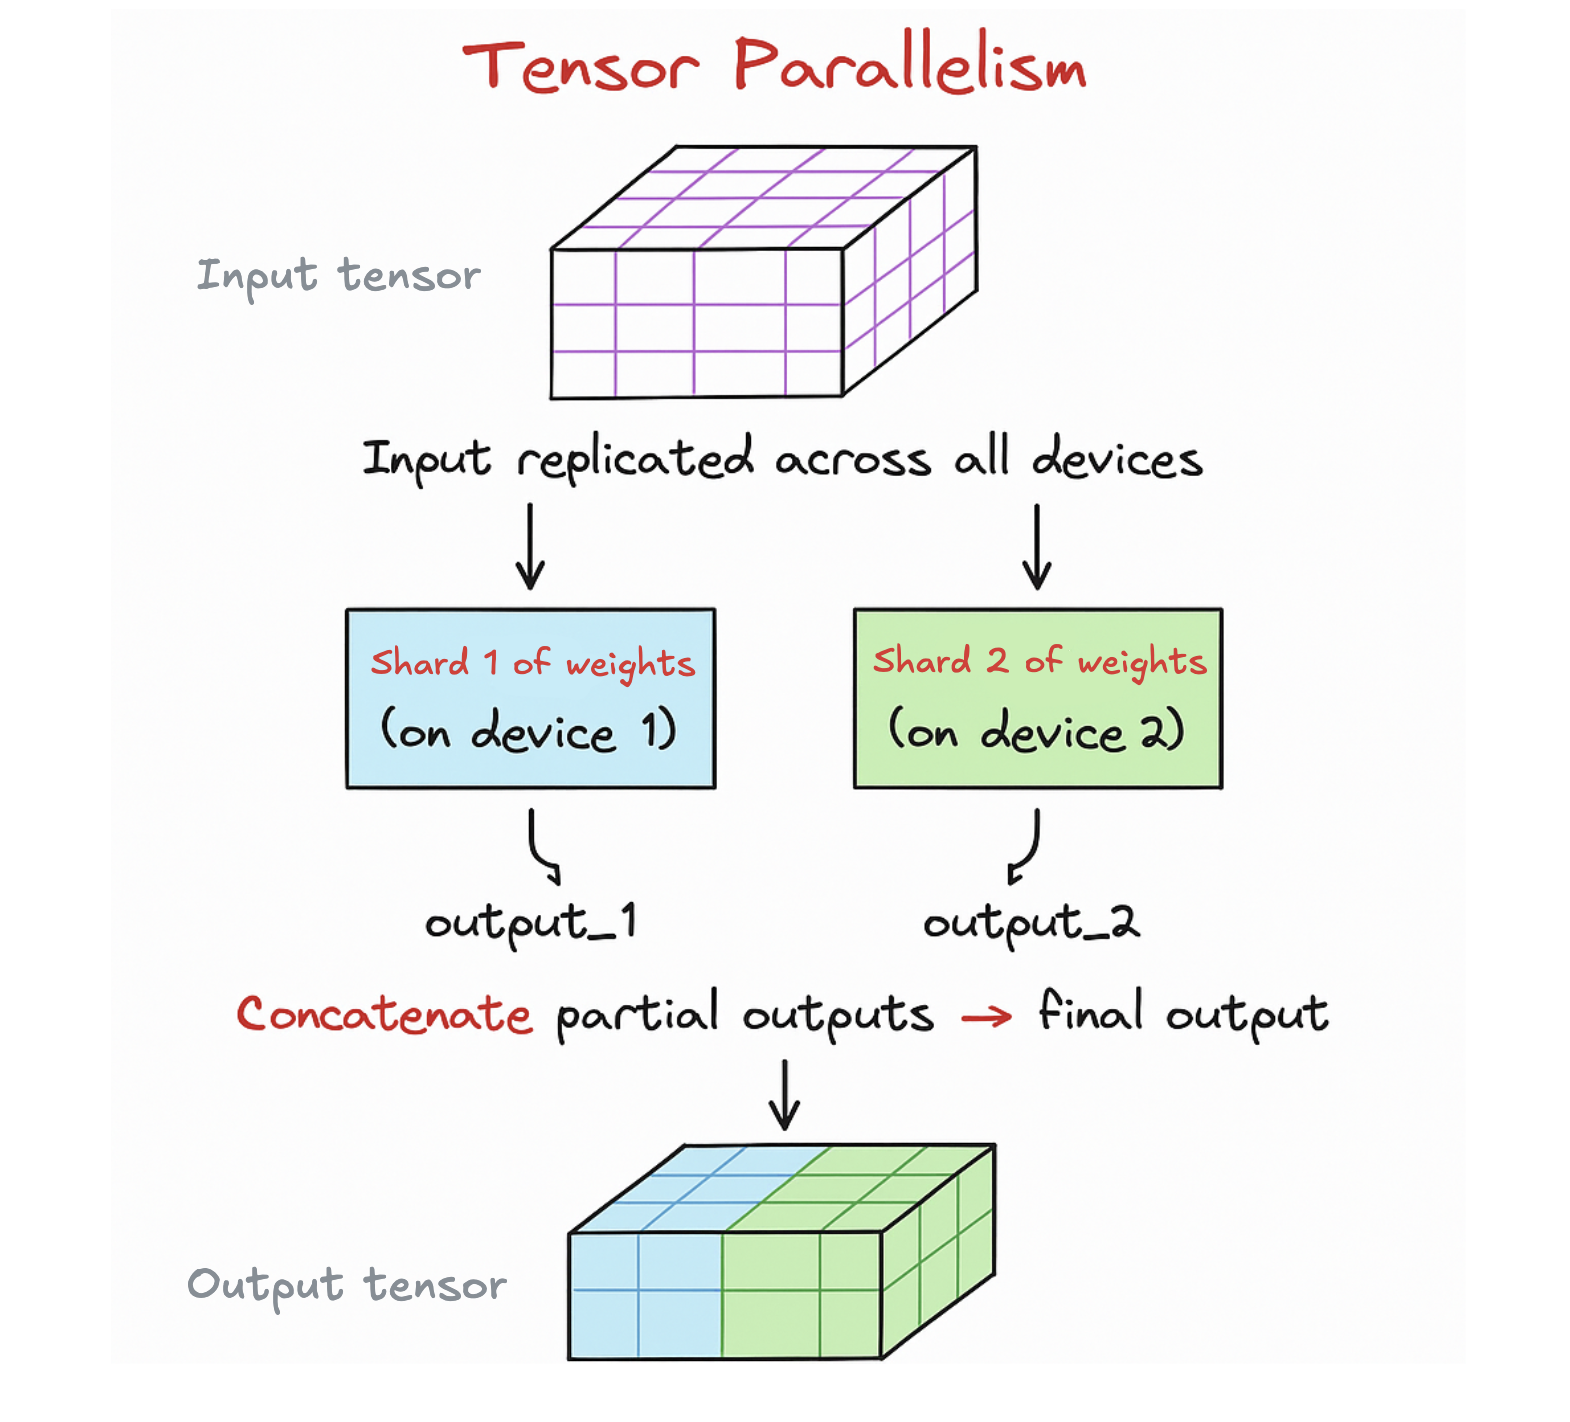 Tensor Parallelism
Input tensor
Input replicated across all devices
Shard 1 of weights
(on device 1)
Shard 2 of weights
(on device 2)
output_1
output_2
Concatenate partial outputs → final output
Output tensor